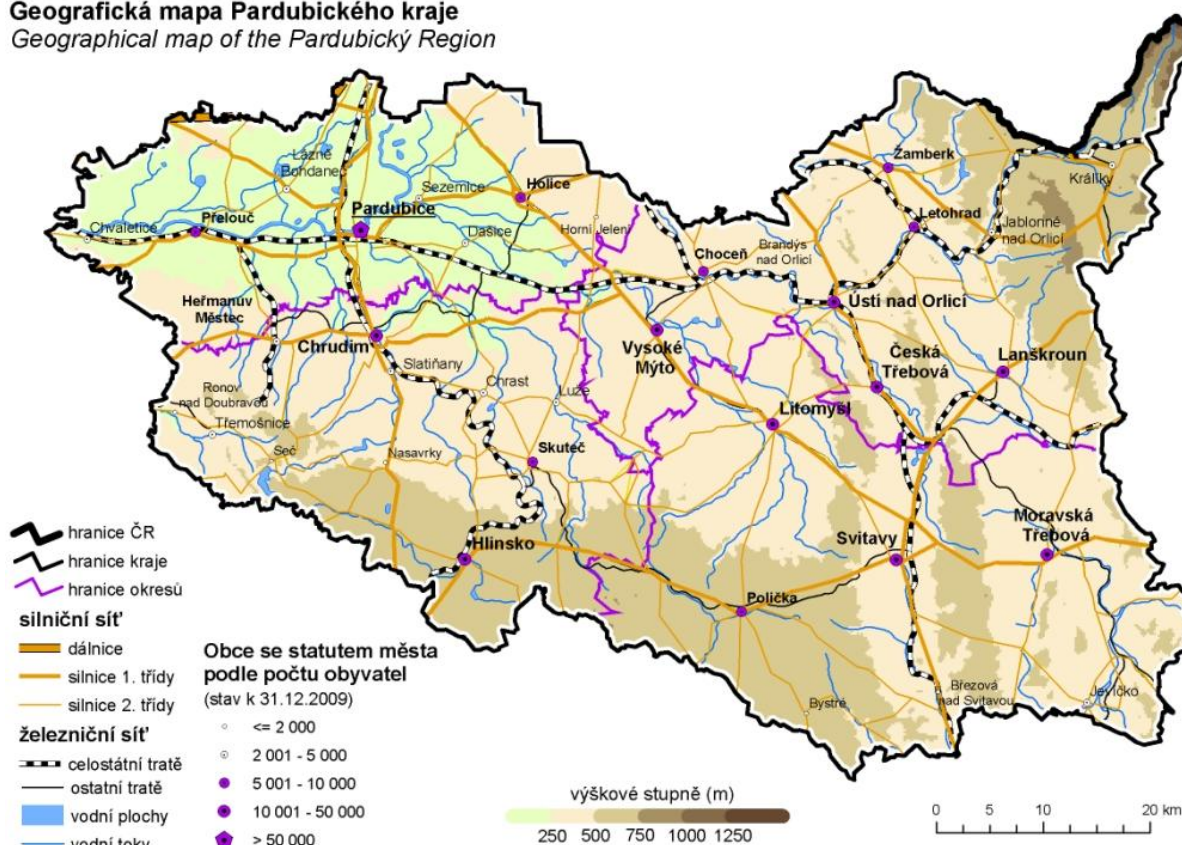 Geografická mapa Pardubického kraje
Geographical map of the Pardubický Region
Lázně
Bohdaneč
Sezemice
Holice
Žamberk
Králíky
Chvaletice
Přelouč
Pardubice
Dašice
Horní Jelení
Letohrad
Jablonné
nad Orlicí
Choceň
Brandýs
nad Orlicí
Heřmanův
Městec
Ústí nad Orlicí
Chrudim
Vysoké
Mýto
Česká
Třebová
Lanškroun
Slatiňany
Chrast
Luže
Ronov
nad Doubravou
Třemošnice
Litomyšl
Seč
Nasavrky
Skuteč
Hlinsko
Svitavy
Moravská
Třebová
Polička
Bystré
Březová
nad Svitavou
Jevíčko
hranice ČR
hranice kraje
hranice okresů
silniční síť
dálnice
silnice 1. třídy
silnice 2. třídy
železniční síť
celostátní tratě
ostatní tratě
vodní plochy
vodní toky
Obce se statutem města
podle počtu obyvatel
(stav k 31.12.2009)
<= 2 000
2 001 - 5 000
5 001 - 10 000
10 001 - 50 000
> 50 000
výškové stupně (m)
250 500 750 1000 1250
0 5 10 20 km